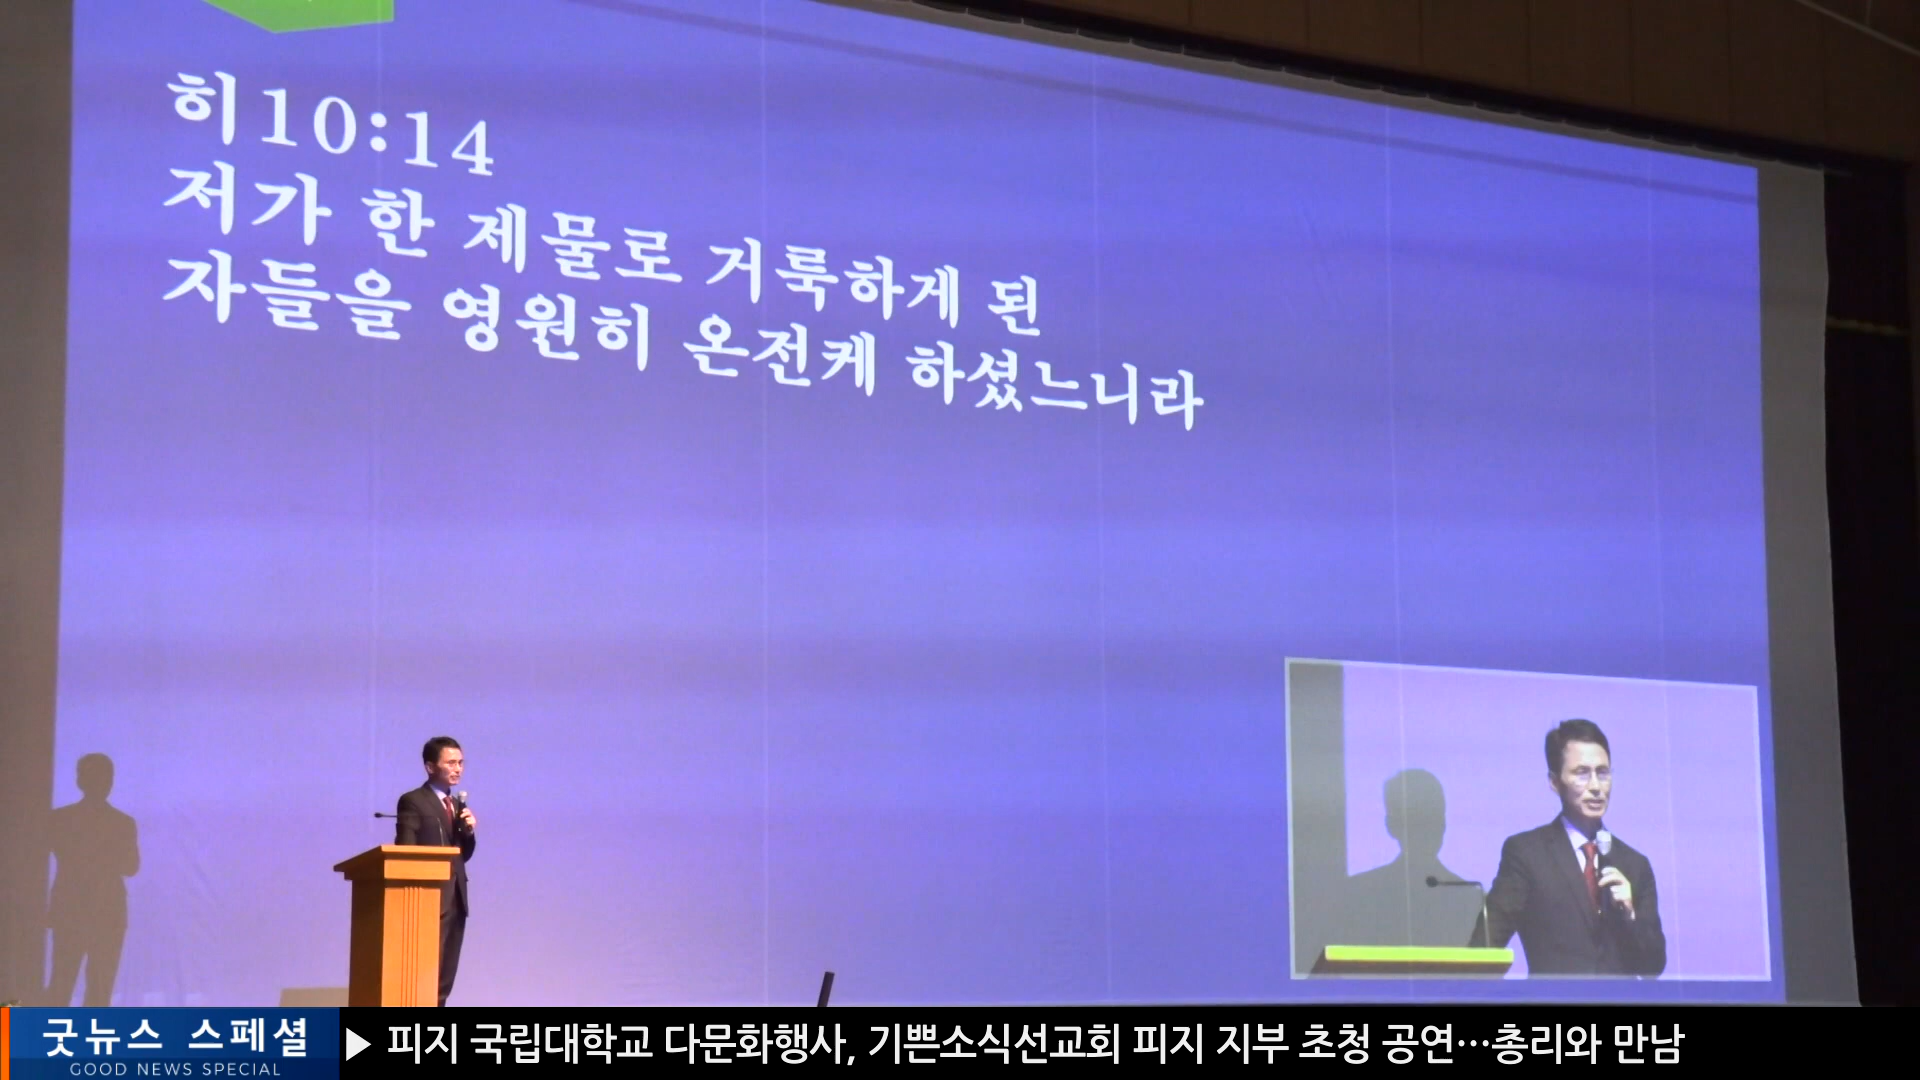 히10:14
저가 한 제물로 거룩하게 된
자들을 영원히 온전케 하셨느니라
굿뉴스 스페셜
GOOD NEWS SPECIAL
▶ 피지 국립대학교 다문화행사, 기쁜소식선교회 피지 지부 초청 공연…총리와 만남